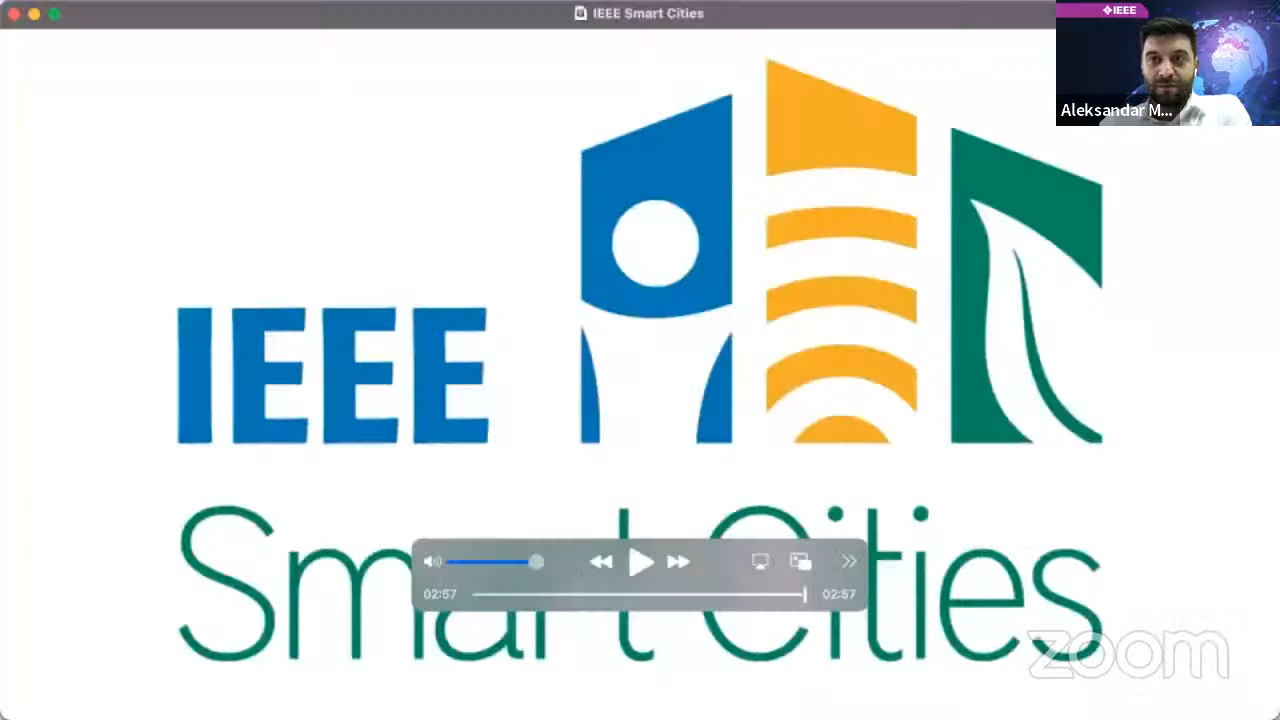 IEEE Smart Cities
IEEE
Aleksandar M...
IEEE
Smart Cities
02:57
02:57
zoom